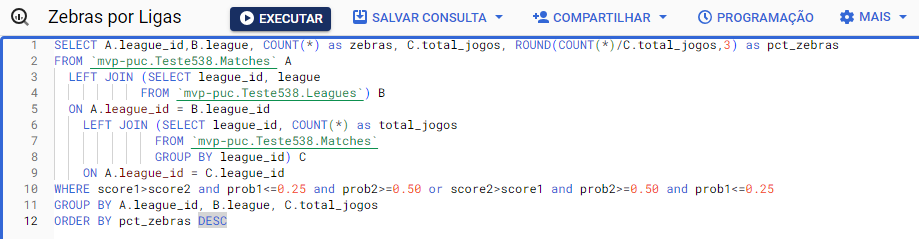 Zebras por Ligas
EXECUTAR
SALVAR CONSULTA
COMPARTILHAR
PROGRAMAÇÃO
MAIS
1 SELECT A.league_id,B.league, COUNT(*) as zebras, C.total_jogos, ROUND(COUNT(*)/C.total_jogos,3) as pct_zebras
2 FROM `mvp-puc.Teste538.Matches` A
3 LEFT JOIN (SELECT league_id, league
4 FROM `mvp-puc.Teste538.Leagues`) B
5 ON A.league_id = B.league_id
6 LEFT JOIN (SELECT league_id, COUNT(*) as total_jogos
7 FROM `mvp-puc.Teste538.Matches`
8 GROUP BY league_id) C
9 ON A.league_id = C.league_id
10 WHERE score1>score2 and prob1<=0.25 and prob2>=0.50 or score2>score1 and prob2>=0.50 and prob1<=0.25
11 GROUP BY A.league_id, B.league, C.total_jogos
12 ORDER BY pct_zebras DESC